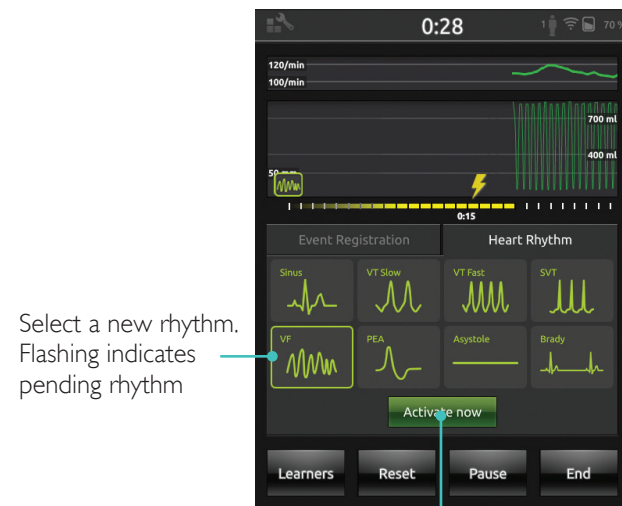 0:28
1
70 %
120/min
100/min
700 ml
400 ml
50 mm
0:15
Event Registration
Heart Rhythm
Sinus
VT Slow
VT Fast
SVT
Select a new rhythm.
Flashing indicates
pending rhythm
VF
PEA
Asystole
Brady
Activate now
Learners
Reset
Pause
End